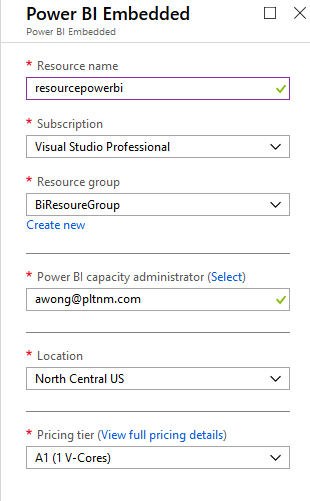 Power BI Embedded
Power BI Embedded
* Resource name
resourcepowerbi
* Subscription
Visual Studio Professional
* Resource group
BiResoureGroup
Create new
* Power BI capacity administrator (Select)
awong@pltnm.com
* Location
North Central US
* Pricing tier (View full pricing details)
A1 (1 V-Cores)